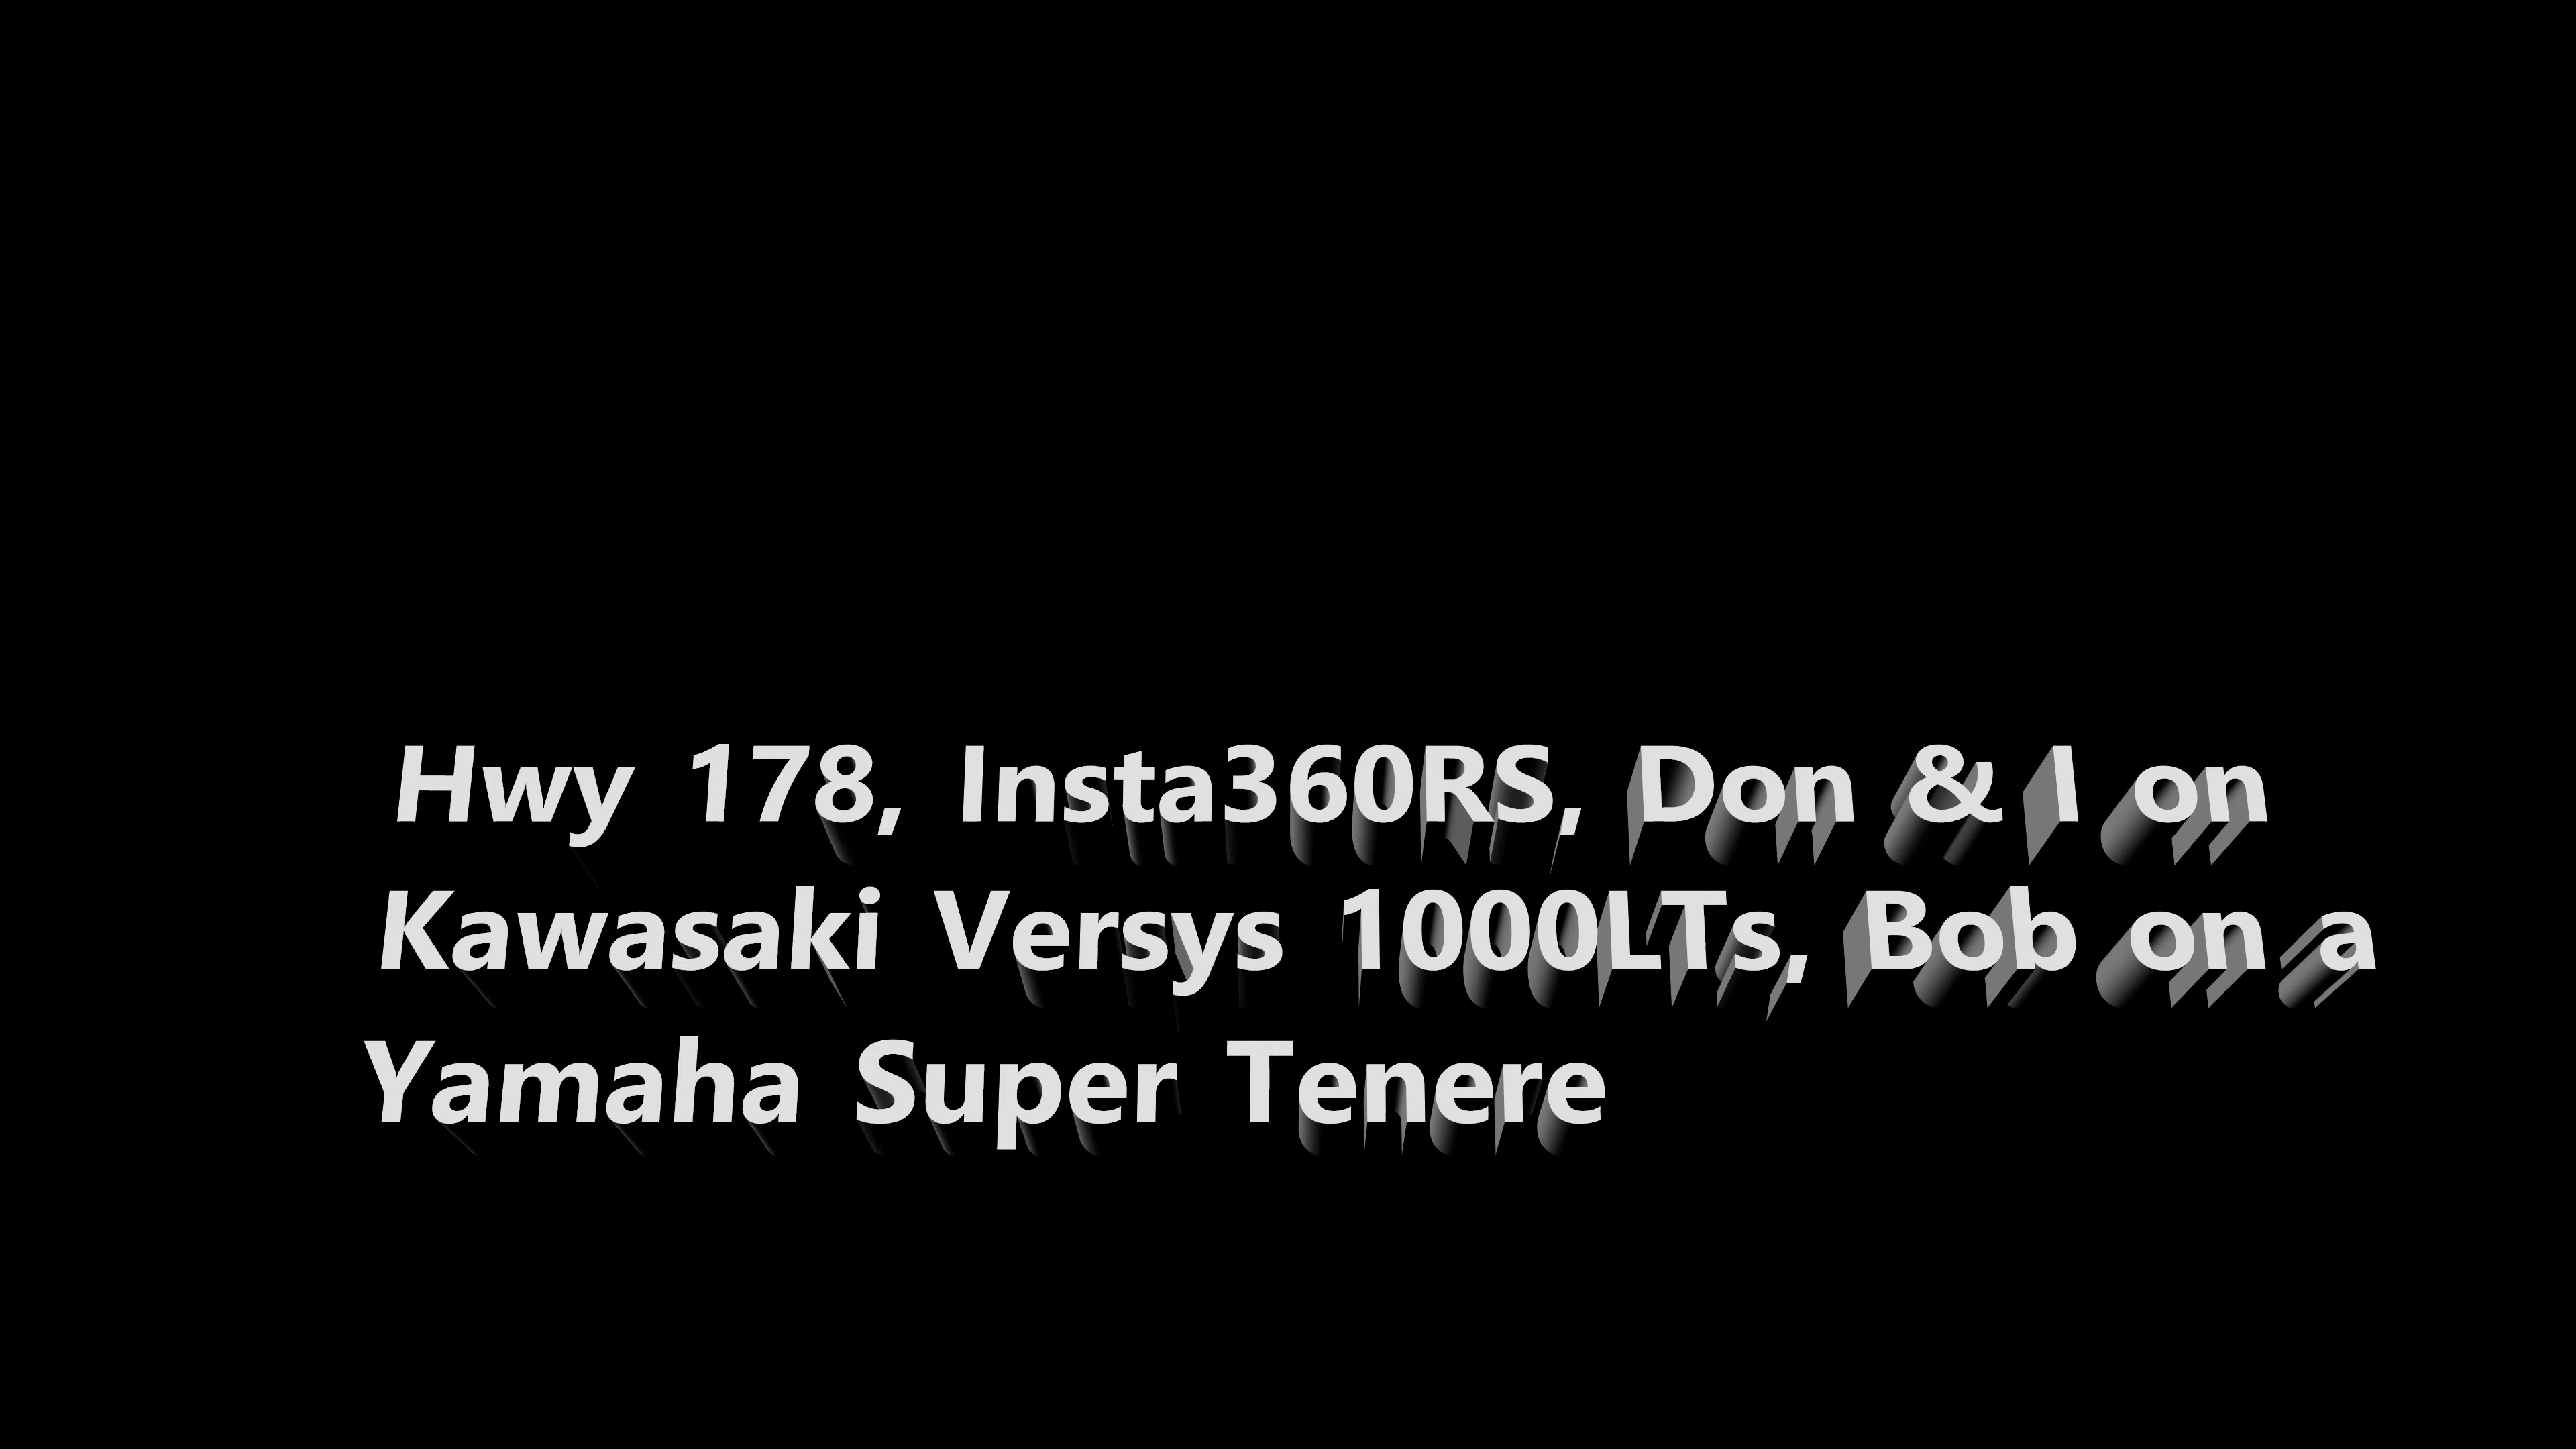 Hwy 178, Insta360RS, Don & I on
Kawasaki Versys 1000LTs, Bob on a
Yamaha Super Tenere